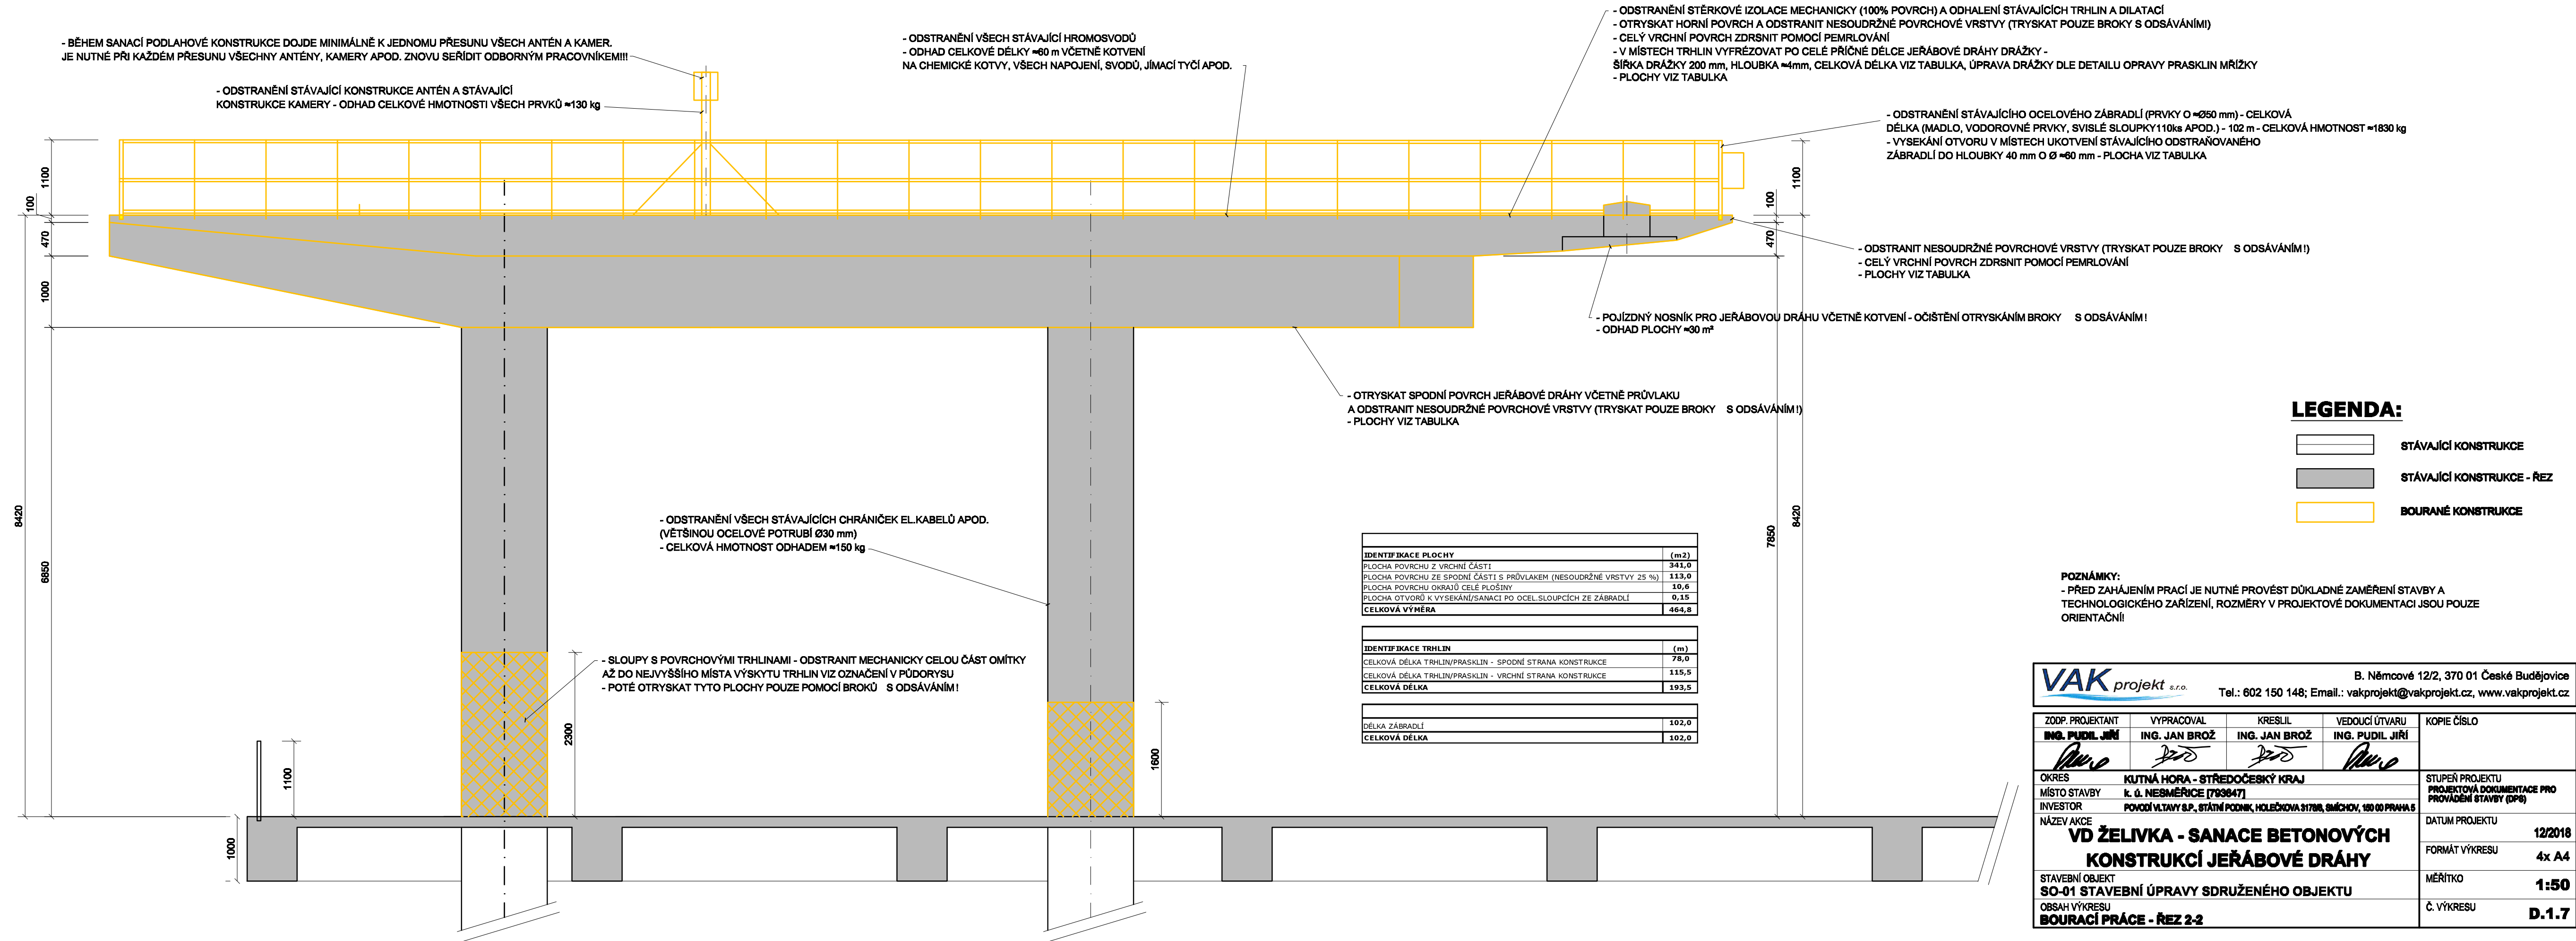 - BĚHEM SANACÍ PODLAHOVÉ KONSTRUKCE DOJDE MINIMÁLNĚ K JEDNOMU PŘESUNU VŠECH ANTÉN A KAMER.
JE NUTNÉ PŘI KAŽDÉM PŘESUNU VŠECHNY ANTÉNY, KAMERY APOD. ZNOVU SEŘÍDIT ODBORNÝM PRACOVNÍKEM!!!
- ODSTRANĚNÍ STÁVAJÍCÍ KONSTRUKCE ANTÉN A STÁVAJÍCÍ
KONSTRUKCE KAMERY - ODHAD CELKOVÉ HMOTNOSTI VŠECH PRVKŮ ≈130 kg
- ODSTRANĚNÍ VŠECH STÁVAJÍCÍ HROMOSVODŮ
- ODHAD CELKOVÉ DÉLKY ≈60 m VČETNĚ KOTVENÍ
NA CHEMICKÉ KOTVY, VŠECH NAPOJENÍ, SVODŮ, JÍMACÍ TYČÍ APOD.
- ODSTRANĚNÍ STĚRKOVÉ IZOLACE MECHANICKY (100% POVRCH) A ODHALENÍ STÁVAJÍCÍCH TRHLIN A DILATACÍ
- OTRYSKAT HORNÍ POVRCH A ODSTRANIT NESOUDRŽNÉ POVRCHOVÉ VRSTVY (TRYSKAT POUZE BROKY S ODSÁVÁNÍM!)
- CELÝ VRCHNÍ POVRCH ZDRSNIT POMOCÍ PEMRLOVÁNÍ
- V MÍSTECH TRHLIN VYFRÉZOVAT PO CELÉ PŘÍČNÉ DÉLCE JEŘÁBOVÉ DRÁHY DRÁŽKY -
ŠÍŘKA DRÁŽKY 200 mm, HLOUBKA ≈4mm, CELKOVÁ DÉLKA VIZ TABULKA, ÚPRAVA DRÁŽKY DLE DETAILU OPRAVY PRASKLIN MŘÍŽKY
- PLOCHY VIZ TABULKA
- ODSTRANĚNÍ STÁVAJÍCÍHO OCELOVÉHO ZÁBRADLÍ (PRVKY O ≈Ø50 mm) - CELKOVÁ
DÉLKA (MADLO, VODOROVNÉ PRVKY, SVISLÉ SLOUPKY110ks APOD.) - 102 m - CELKOVÁ HMOTNOST ≈1830 kg
- VYSEKÁNÍ OTVORU V MÍSTECH UKOTVENÍ STÁVAJÍCÍHO ODSTRAŇOVANÉHO
ZÁBRADLÍ DO HLOUBKY 40 mm O Ø ≈60 mm - PLOCHA VIZ TABULKA
1100
100
470
1000
6850
8420
1100
100
470
7850
8420
- ODSTRANIT NESOUDRŽNÉ POVRCHOVÉ VRSTVY (TRYSKAT POUZE BROKY S ODSÁVÁNÍM!)
- CELÝ VRCHNÍ POVRCH ZDRSNIT POMOCÍ PEMRLOVÁNÍ
- PLOCHY VIZ TABULKA
- POJÍZDNÝ NOSNÍK PRO JEŘÁBOVOU DRÁHU VČETNĚ KOTVENÍ - OČIŠTĚNÍ OTRYSKÁNÍM BROKY S ODSÁVÁNÍM!
- ODHAD PLOCHY ≈30 m²
- OTRYSKAT SPODNÍ POVRCH JEŘÁBOVÉ DRÁHY VČETNĚ PRŮVLAKU
A ODSTRANIT NESOUDRŽNÉ POVRCHOVÉ VRSTVY (TRYSKAT POUZE BROKY S ODSÁVÁNÍM!)
- PLOCHY VIZ TABULKA
LEGENDA:
STÁVAJÍCÍ KONSTRUKCE
STÁVAJÍCÍ KONSTRUKCE - ŘEZ
BOURANÉ KONSTRUKCE
- ODSTRANĚNÍ VŠECH STÁVAJÍCÍCH CHRÁNIČEK EL.KABELŮ APOD.
(VĚTŠINOU OCELOVÉ POTRUBÍ Ø30 mm)
- CELKOVÁ HMOTNOST ODHADEM ≈150 kg
- SLOUPY S POVRCHOVÝMI TRHLINAMI - ODSTRANIT MECHANICKY CELOU ČÁST OMÍTKY
AŽ DO NEJVYŠŠÍHO MÍSTA VÝSKYTU TRHLIN VIZ OZNAČENÍ V PŮDORYSU
- POTÉ OTRYSKAT TYTO PLOCHY POUZE POMOCÍ BROKŮ S ODSÁVÁNÍM!
2300
1600
1100
1000
IDENTIFIKACE PLOCHY (m2)
PLOCHA POVRCHU Z VRCHNÍ ČÁSTI 341,0
PLOCHA POVRCHU ZE SPODNÍ ČÁSTI S PRŮVLAKEM (NESOUDRŽNÉ VRSTVY 25 %) 113,0
PLOCHA POVRCHU OKRAJŮ CELÉ PLOŠINY 10,6
PLOCHA OTVORŮ K VYSEKÁNÍ/SANACI PO OCEL.SLOUPCÍCH ZE ZÁBRADLÍ 0,15
CELKOVÁ VÝMĚRA 464,8
IDENTIFIKACE TRHLIN (m)
CELKOVÁ DÉLKA TRHLIN/PRASKLIN - SPODNÍ STRANA KONSTRUKCE 78,0
CELKOVÁ DÉLKA TRHLIN/PRASKLIN - VRCHNÍ STRANA KONSTRUKCE 115,5
CELKOVÁ DÉLKA 193,5
DÉLKA ZÁBRADLÍ 102,0
CELKOVÁ DÉLKA 102,0
POZNÁMKY:
- PŘED ZAHÁJENÍM PRACÍ JE NUTNÉ PROVÉST DŮKLADNÉ ZAMĚŘENÍ STAVBY A
TECHNOLOGICKÉHO ZAŘÍZENÍ, ROZMĚRY V PROJEKTOVÉ DOKUMENTACI JSOU POUZE
ORIENTAČNÍ!
VAK projekt s.r.o.
B. Němcové 12/2, 370 01 České Budějovice
Tel.: 602 150 148; Email.: vakprojekt@vakprojekt.cz, www.vakprojekt.cz
ZODP. PROJEKTANT VYPRACOVAL KRESLIL VEDOUCÍ ÚTVARU KOPIE ČÍSLO
ING. PUDIL JIŘÍ ING. JAN BROŽ ING. JAN BROŽ ING. PUDIL JIŘÍ
OKRES KUTNÁ HORA - STŘEDOČESKÝ KRAJ
MÍSTO STAVBY k. ú. NESMĚŘICE [793647]
INVESTOR POVODÍ VLTAVY S.P., STÁTNÍ PODNIK, HOLEČKOVA 3178/8, SMÍCHOV, 150 00 PRAHA 5
STUPEŇ PROJEKTU
PROJEKTOVÁ DOKUMENTACE PRO
PROVÁDĚNÍ STAVBY (DPS)
NÁZEV AKCE
VD ŽELIVKA - SANACE BETONOVÝCH
KONSTRUKCÍ JEŘÁBOVÉ DRÁHY
DATUM PROJEKTU
12/2018
FORMÁT VÝKRESU
4x A4
STAVEBNÍ OBJEKT
SO-01 STAVEBNÍ ÚPRAVY SDRUŽENÉHO OBJEKTU
MĚŘÍTKO
1:50
OBSAH VÝKRESU
BOURACÍ PRÁCE - ŘEZ 2-2
Č. VÝKRESU
D.1.7